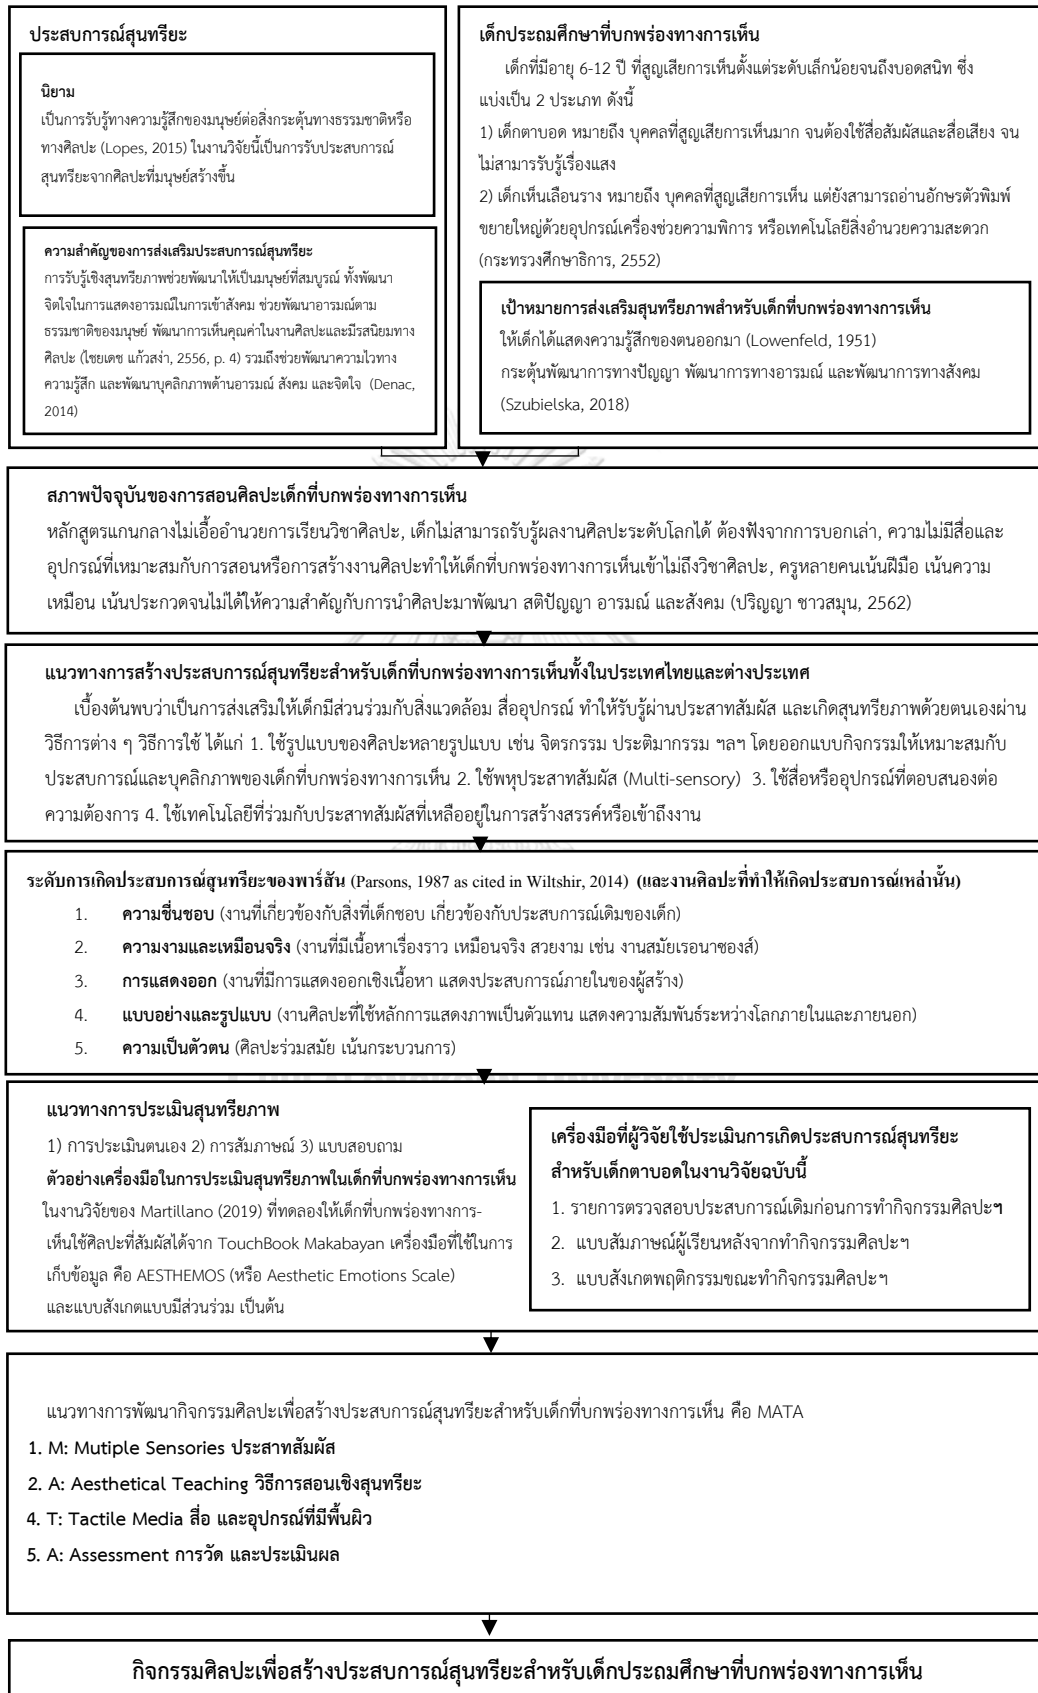 ประสบการณ์สุนทรียะ
นิยาม
เป็นการรับรู้ทางความรู้สึกของมนุษย์ต่อสิ่งกระตุ้นทางธรรมชาติหรือ
ทางศิลปะ (Lopes, 2015) ในงานวิจัยนี้เป็นการรับประสบการณ์
สุนทรียะจากศิลปะที่มนุษย์สร้างขึ้น
ความสำคัญของการส่งเสริมประสบการณ์สุนทรียะ
การรับรู้เชิงสุนทรียภาพช่วยพัฒนาให้เป็นมนุษย์ที่สมบูรณ์ ทั้งพัฒนา
จิตใจในการแสดงอารมณ์ในการเข้าสังคม ช่วยพัฒนาอารมณ์ตาม
ธรรมชาติของมนุษย์ พัฒนาการเห็นคุณค่าในงานศิลปะและมีรสนิยมทาง
ศิลปะ (ไชยเดช แก้วสง่า, 2556, p. 4) รวมถึงช่วยพัฒนาความไวทาง
ความรู้สึก และพัฒนาบุคลิกภาพด้านอารมณ์ สังคม และจิตใจ (Denac,
2014)
เด็กประถมศึกษาที่บกพร่องทางการเห็น
เด็กที่มีอายุ 6-12 ปี ที่สูญเสียการเห็นตั้งแต่ระดับเล็กน้อยจนถึงบอดสนิท ซึ่ง
แบ่งเป็น 2 ประเภท ดังนี้
1) เด็กตาบอด หมายถึง บุคคลที่สูญเสียการเห็นมาก จนต้องใช้สื่อสัมผัสและสื่อเสียง จน
ไม่สามารรับรู้เรื่องแสง
2) เด็กเห็นเลือนราง หมายถึง บุคคลที่สูญเสียการเห็น แต่ยังสามารถอ่านอักษรตัวพิมพ์
ขยายใหญ่ด้วยอุปกรณ์เครื่องช่วยความพิการ หรือเทคโนโลยีสิ่งอำนวยความสะดวก
(กระทรวงศึกษาธิการ, 2552)
เป้าหมายการส่งเสริมสุนทรียภาพสำหรับเด็กที่บกพร่องทางการเห็น
ให้เด็กได้แสดงความรู้สึกของตนออกมา (Lowenfeld, 1951)
กระตุ้นพัฒนาการทางปัญญา พัฒนาการทางอารมณ์ และพัฒนาการทางสังคม
(Szubielska, 2018)
สภาพปัจจุบันของการสอนศิลปะเด็กที่บกพร่องทางการเห็น
หลักสูตรแกนกลางไม่เอื้ออำนวยการเรียนวิชาศิลปะ, เด็กไม่สามารถรับรู้ผลงานศิลปะระดับโลกได้ ต้องฟังจากการบอกเล่า, ความไม่มีสื่อและ
อุปกรณ์ที่เหมาะสมกับการสอนหรือการสร้างงานศิลปะทำให้เด็กที่บกพร่องทางการเห็นเข้าไม่ถึงวิชาศิลปะ, ครูหลายคนเน้นฝีมือ เน้นความ
เหมือน เน้นประกวดจนไม่ได้ให้ความสำคัญกับการนำศิลปะมาพัฒนา สติปัญญา อารมณ์ และสังคม (ปริญญา ชาวสมุน, 2562)
แนวทางการสร้างประสบการณ์สุนทรียะสำหรับเด็กที่บกพร่องทางการเห็นทั้งในประเทศไทยและต่างประเทศ
เบื้องต้นพบว่าเป็นการส่งเสริมให้เด็กมีส่วนร่วมกับสิ่งแวดล้อม สื่ออุปกรณ์ ทำให้รับรู้ผ่านประสาทสัมผัส และเกิดสุนทรียภาพด้วยตนเองผ่าน
วิธีการต่าง ๆ วิธีการใช้ ได้แก่ 1. ใช้รูปแบบของศิลปะหลายรูปแบบ เช่น จิตรกรรม ประติมากรรม ฯลฯ โดยออกแบบกิจกรรมให้เหมาะสมกับ
ประสบการณ์และบุคลิกภาพของเด็กที่บกพร่องทางการเห็น 2. ใช้พหุประสาทสัมผัส (Multi-sensory) 3. ใช้สื่อหรืออุปกรณ์ที่ตอบสนองต่อ
ความต้องการ 4. ใช้เทคโนโลยีที่ร่วมกับประสาทสัมผัสที่เหลืออยู่ในการสร้างสรรค์หรือเข้าถึงงาน
ระดับการเกิดประสบการณ์สุนทรียะของพาร์สัน (Parsons, 1987 as cited in Wiltshir, 2014) (และงานศิลปะที่ทำให้เกิดประสบการณ์เหล่านั้น)
1. ความชื่นชอบ (งานที่เกี่ยวข้องกับสิ่งที่เด็กชอบ เกี่ยวข้องกับประสบการณ์เดิมของเด็ก)
2. ความงามและเหมือนจริง (งานที่มีเนื้อหาเรื่องราว เหมือนจริง สวยงาม เช่น งานสมัยเรอนาซองส์)
3. การแสดงออก (งานที่มีการแสดงออกเชิงเนื้อหา แสดงประสบการณ์ภายในของผู้สร้าง)
4. แบบอย่างและรูปแบบ (งานศิลปะที่ใช้หลักการแสดงภาพเป็นตัวแทน แสดงความสัมพันธ์ระหว่างโลกภายในและภายนอก)
5. ความเป็นตัวตน (ศิลปะร่วมสมัย เน้นกระบวนการ)
แนวทางการประเมินสุนทรียภาพ
1) การประเมินตนเอง 2) การสัมภาษณ์ 3) แบบสอบถาม
ตัวอย่างเครื่องมือในการประเมินสุนทรียภาพในเด็กที่บกพร่องทางการเห็น
ในงานวิจัยของ Martillano (2019) ที่ทดลองให้เด็กที่บกพร่องทางการ-
เห็นใช้ศิลปะที่สัมผัสได้จาก TouchBook Makabayan เครื่องมือที่ใช้ในการ
เก็บข้อมูล คือ AESTHEMOS (หรือ Aesthetic Emotions Scale)
และแบบสังเกตแบบมีส่วนร่วม เป็นต้น
เครื่องมือที่ผู้วิจัยใช้ประเมินการเกิดประสบการณ์สุนทรียะ
สำหรับเด็กตาบอดในงานวิจัยฉบับนี้
1. รายการตรวจสอบประสบการณ์เดิมก่อนการทำกิจกรรมศิลปะฯ
2. แบบสัมภาษณ์ผู้เรียนหลังจากทำกิจกรรมศิลปะฯ
3. แบบสังเกตพฤติกรรมขณะทำกิจกรรมศิลปะฯ
แนวทางการพัฒนากิจกรรมศิลปะเพื่อสร้างประสบการณ์สุนทรียะสำหรับเด็กที่บกพร่องทางการเห็น คือ MATA
1. M: Mutiple Sensories ประสาทสัมผัส
2. A: Aesthetical Teaching วิธีการสอนเชิงสุนทรียะ
4. T: Tactile Media สื่อ และอุปกรณ์ที่มีพื้นผิว
5. A: Assessment การวัด และประเมินผล
กิจกรรมศิลปะเพื่อสร้างประสบการณ์สุนทรียะสำหรับเด็กประถมศึกษาที่บกพร่องทางการเห็น